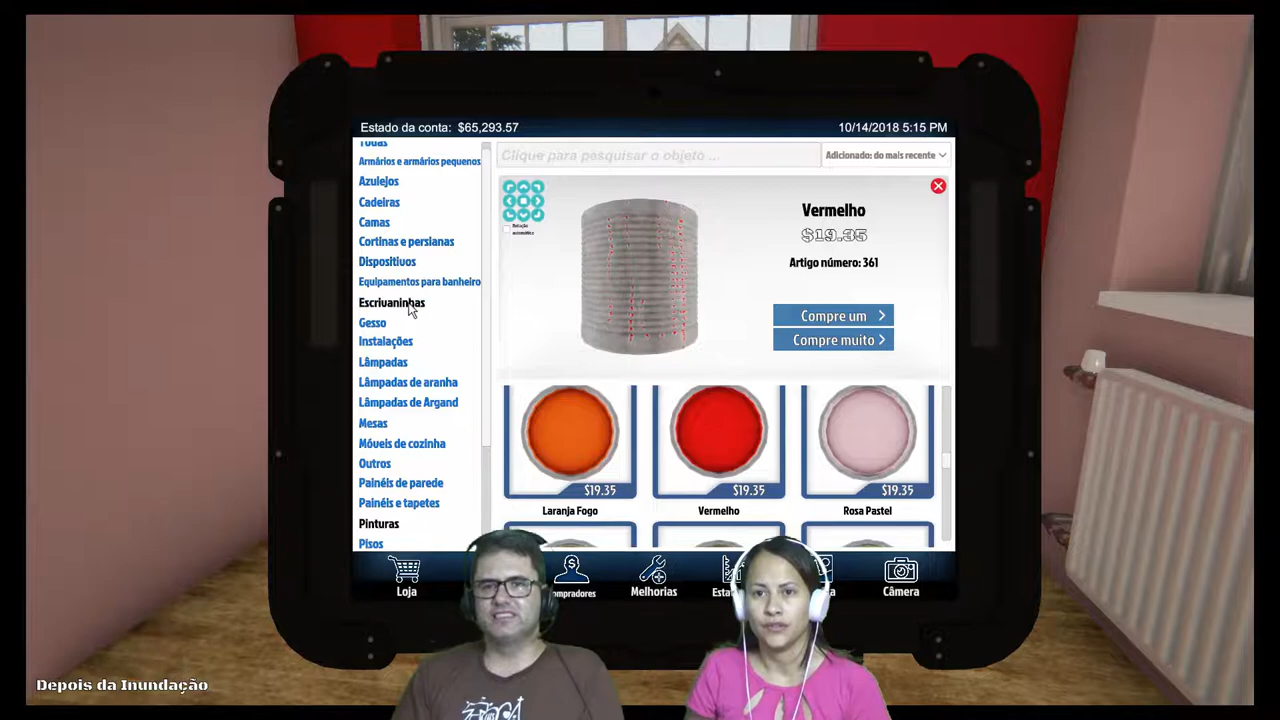 Estado da conta: $65,293.57
10/14/2018 5:15 PM
Todas
Armários e armários pequenos
Azulejos
Cadeiras
Camas
Cortinas e persianas
Dispositivos
Equipamentos para banheiro
Escrivaninhas
Gesso
Instalações
Lâmpadas
Lâmpadas de aranha
Lâmpadas de Argand
Mesas
Móveis de cozinha
Outros
Painéis de parede
Painéis e tapetes
Pinturas
Pisos
Clique para pesquisar o objeto ...
Adicionado: do mais recente
Vermelho
$19.35
Artigo número: 361
Compre um
Compre muito
$19.35
$19.35
$19.35
Laranja Fogo
Vermelho
Rosa Pastel
Loja
Melhorias
Câmera
Depois da Inundação